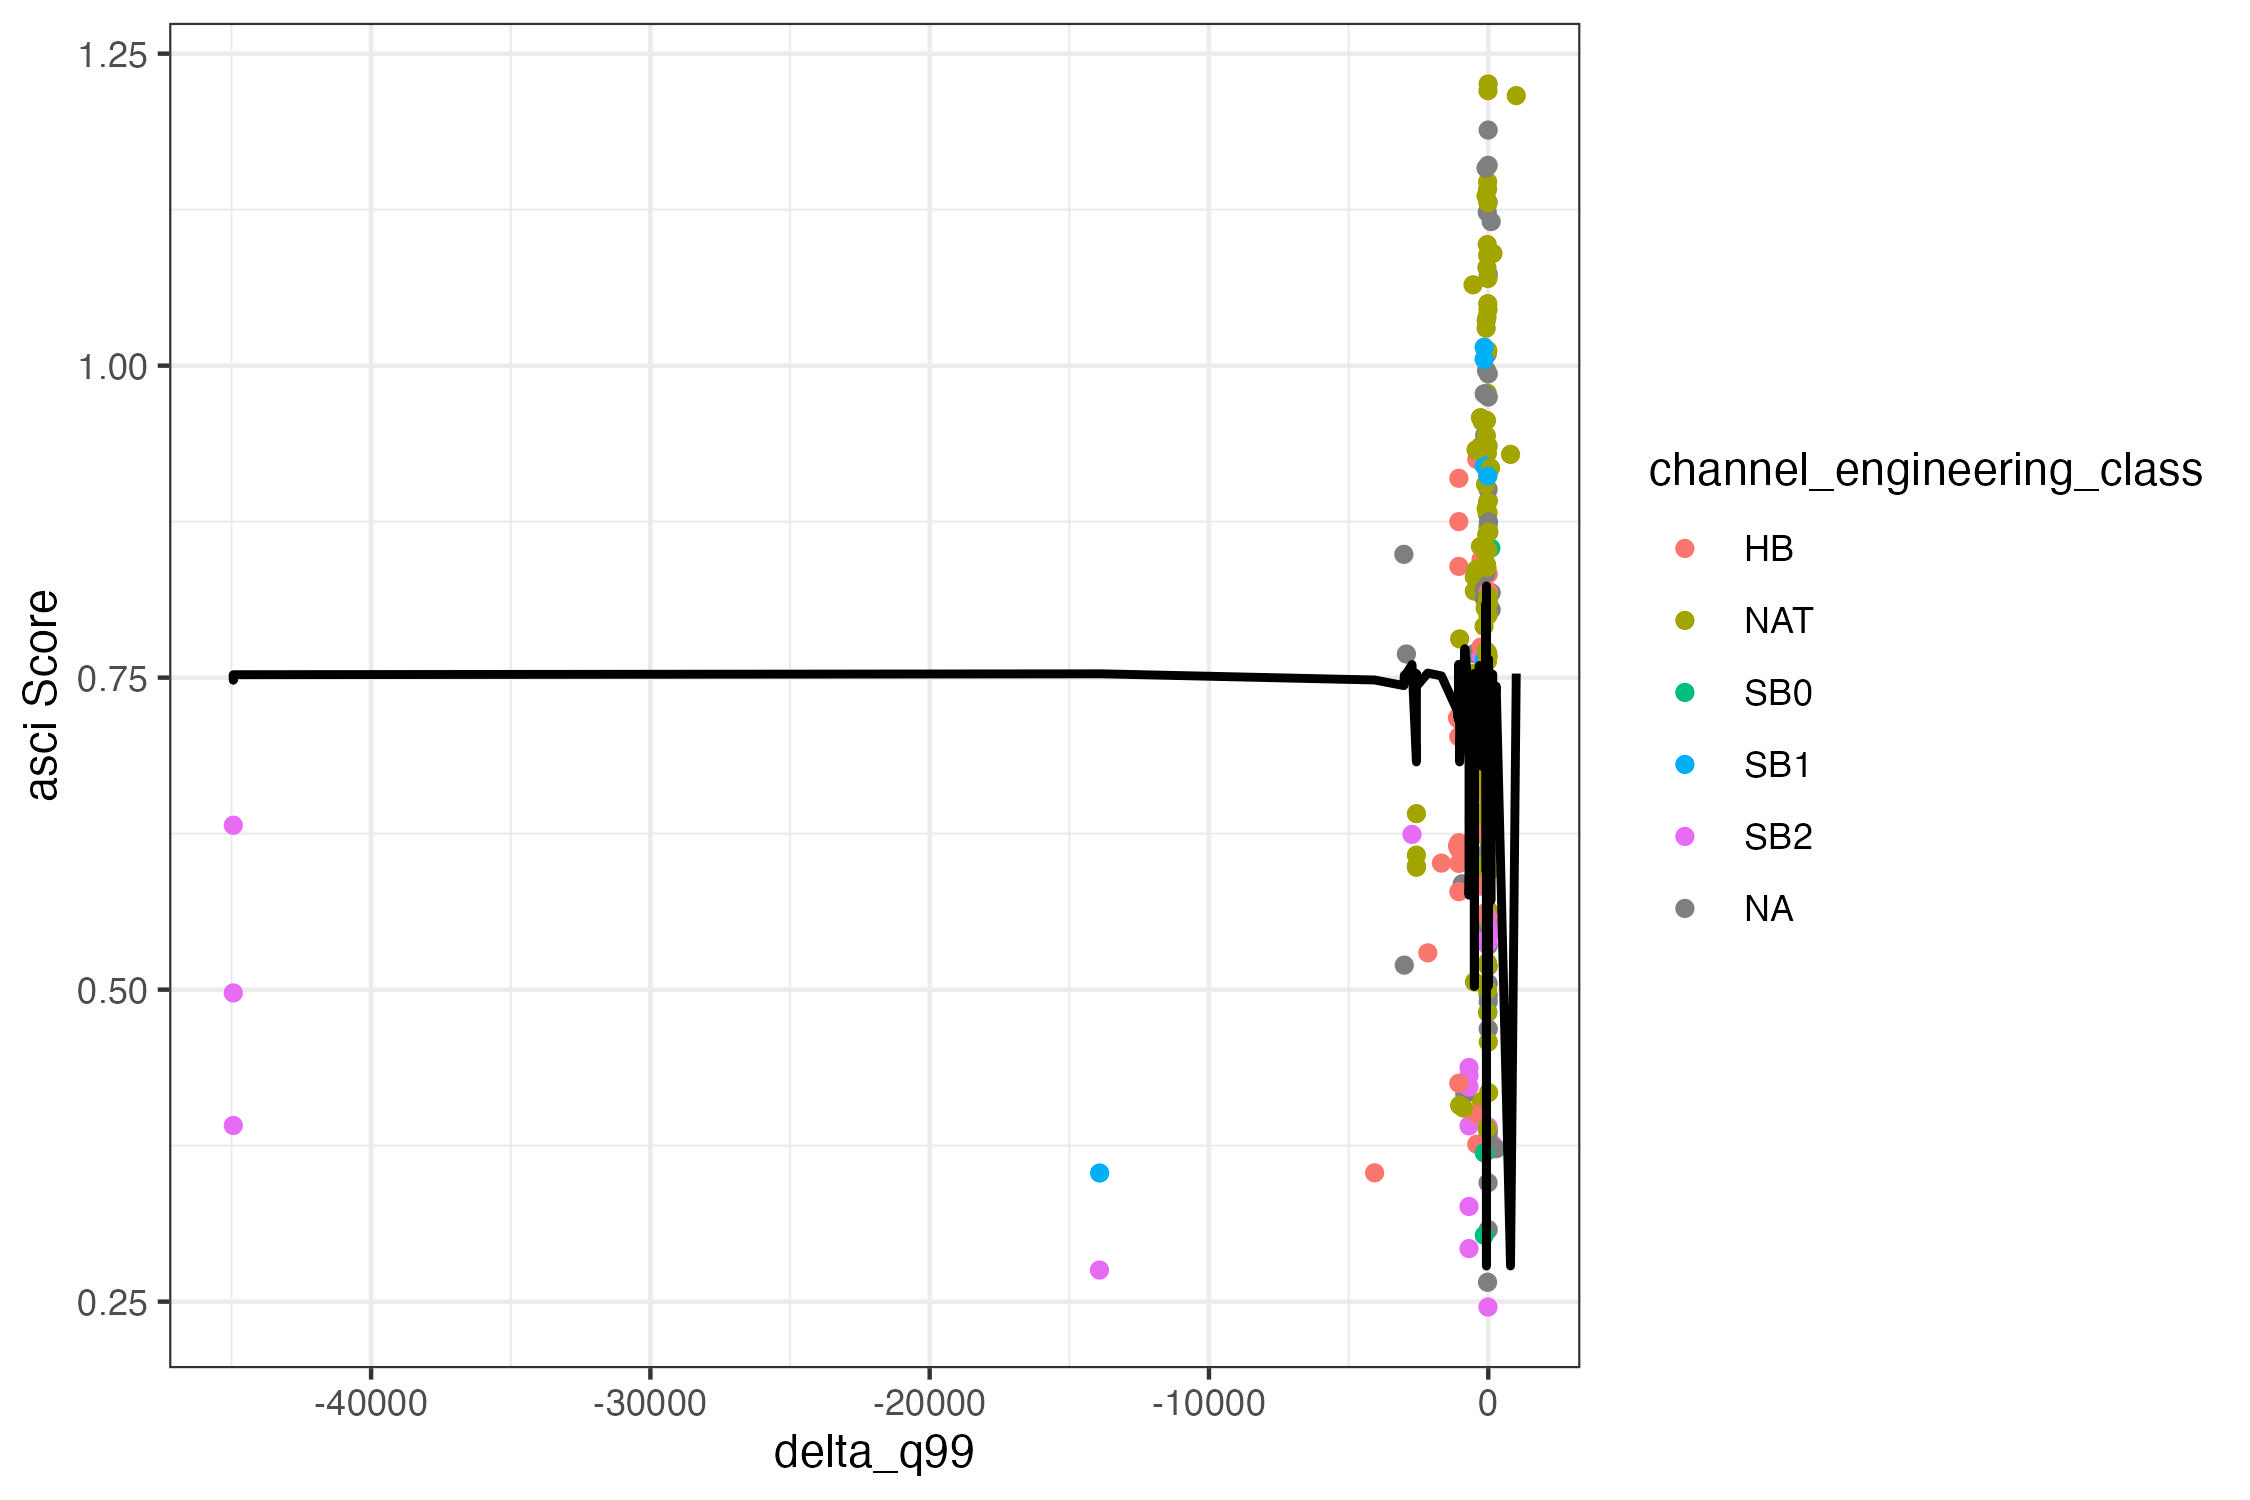 1.25
1.00
0.75
0.50
0.25
asci Score
-40000
-30000
-20000
-10000
0
delta_q99
channel_engineering_class
HB
NAT
SB0
SB1
SB2
NA